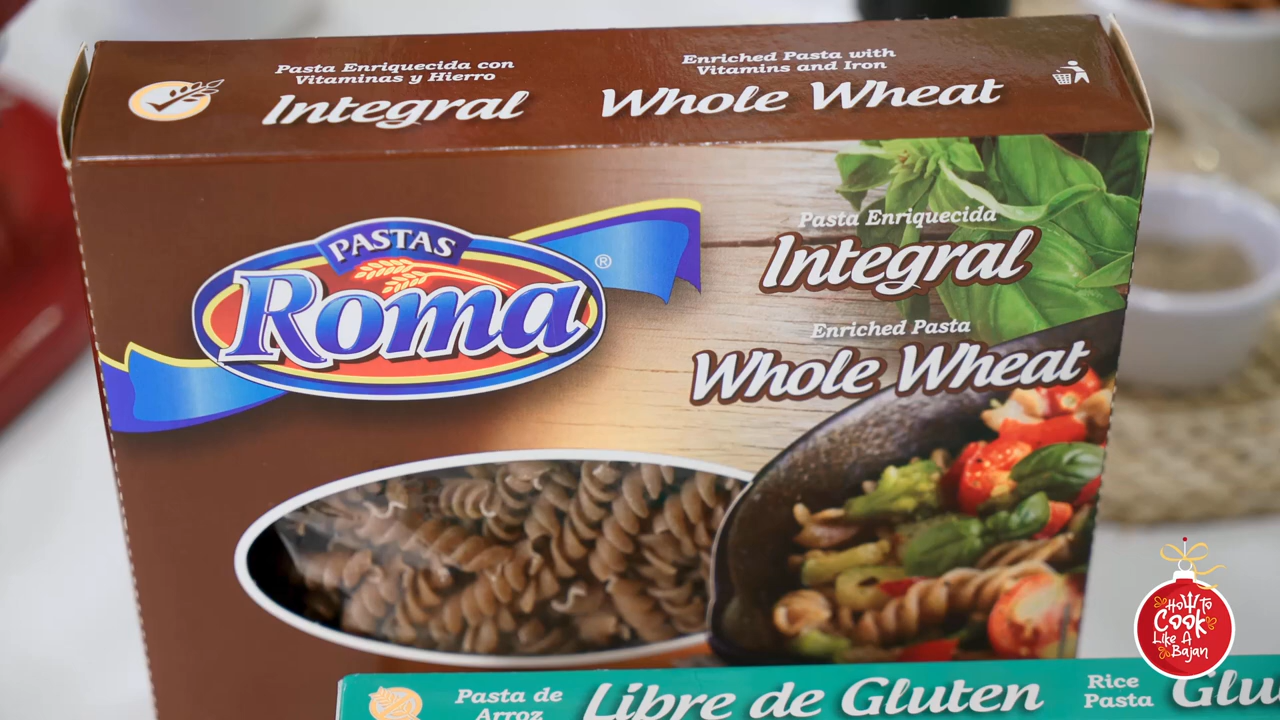 Pasta Enriquecida con
Vitaminas y Hierro
Integral
Enriched Pasta with
Vitamins and Iron
Whole Wheat
PASTAS
Roma
®
Pasta Enriquecida
Integral
Enriched Pasta
Whole Wheat
Pasta de
Arroz
Libre de Gluten
Rice
Pasta
Glu
How To
Cook
Like A
Bajan